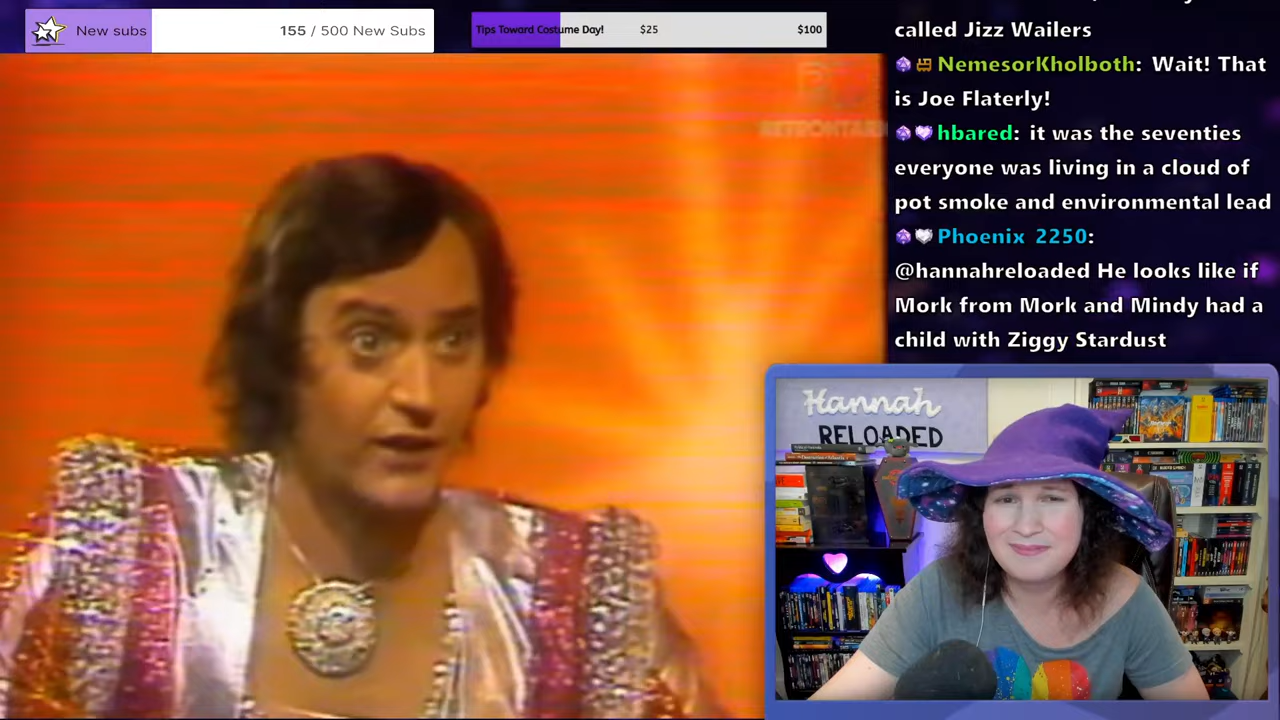 New subs
155 / 500 New Subs
Tips Toward Costume Day!
$25
$100
called Jizz Wailers
NemesorKholboth: Wait! That
is Joe Flaterly!
hbared: it was the seventies
everyone was living in a cloud of
pot smoke and environmental lead
Phoenix_2250:
@hannahreloaded He looks like if
Mork from Mork and Mindy had a
child with Ziggy Stardust
Hannah
RELOADED